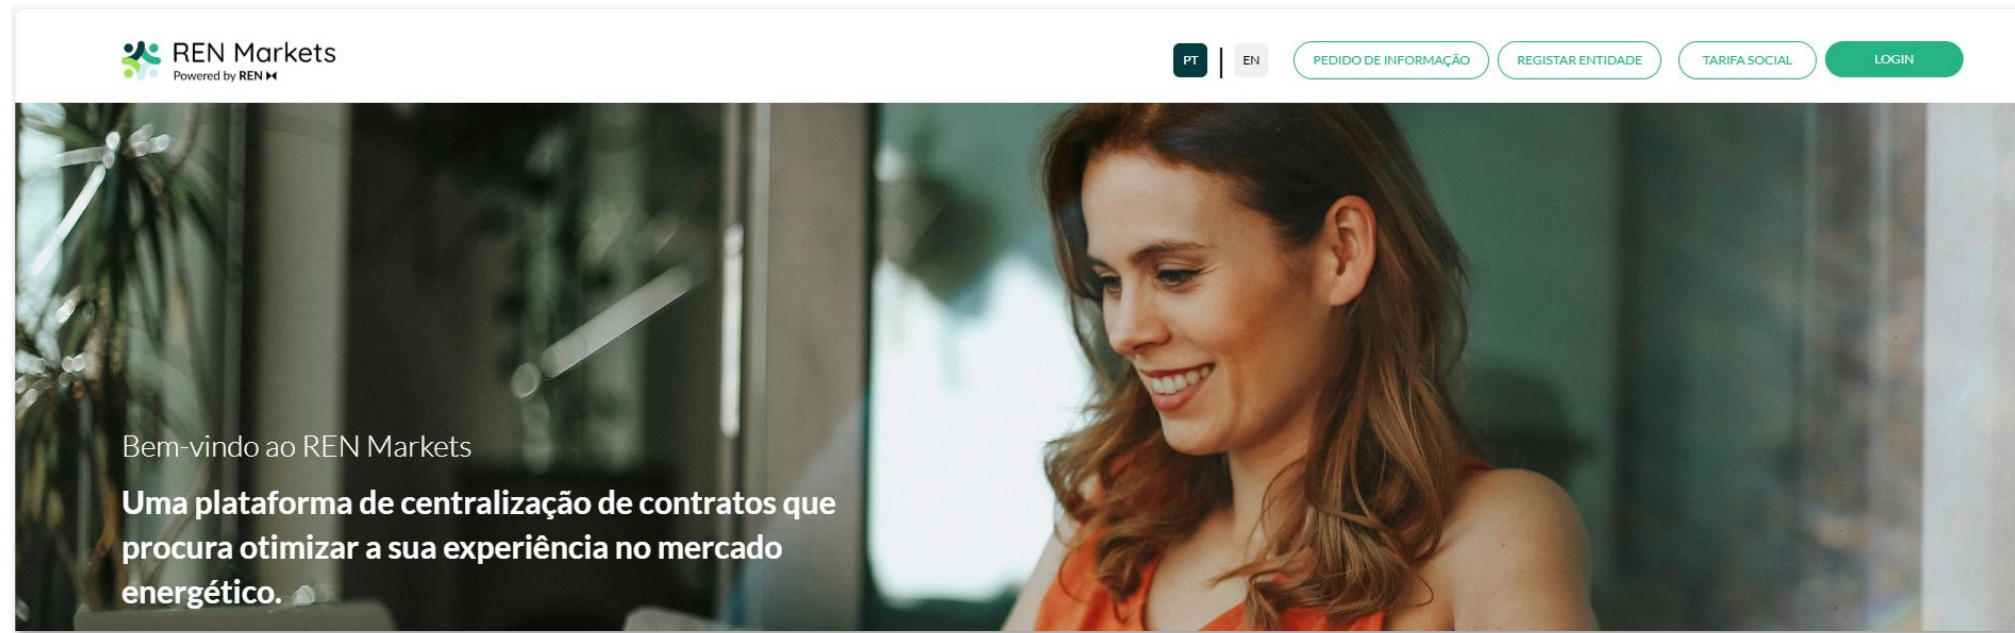 REN Markets
Powered by REN
PT | EN
PEDIDO DE INFORMAÇÃO
REGISTAR ENTIDADE
TARIFA SOCIAL
LOGIN
Bem-vindo ao REN Markets
Uma plataforma de centralização de contratos que
procura otimizar a sua experiência no mercado
energético.